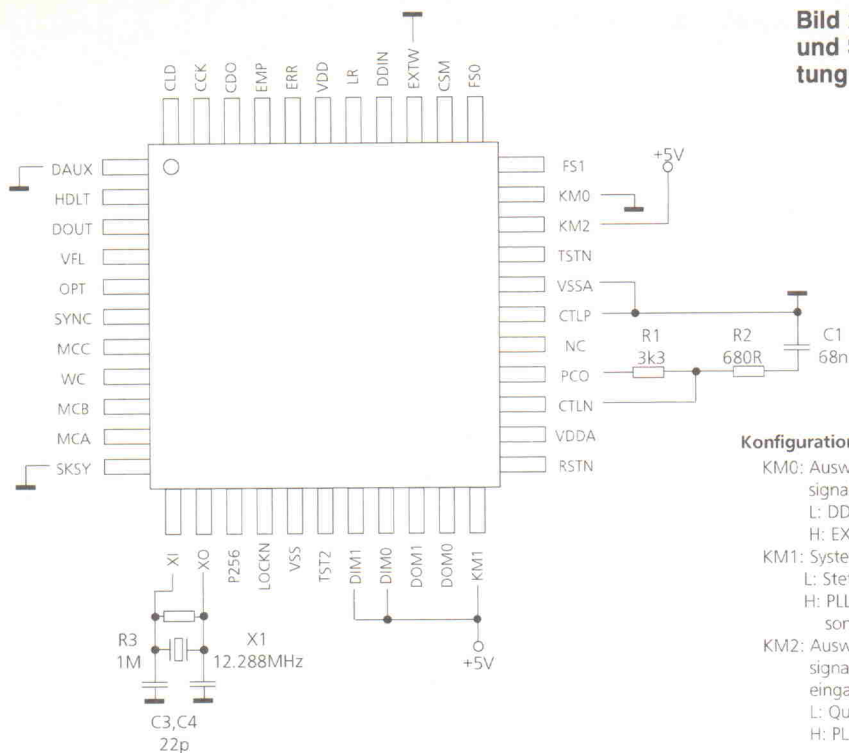 Bild
und
tung
CLD
CCK
CDO
EMP
ERR
VDD
LR
DDIN
EXTW
CSM
FS0
DAUX
HDLT
DOUT
VFL
OPT
SYNC
MCC
WC
MCB
MCA
SKSY
FS1
KM0
KM2
TSTN
VSSA
CTLP
NC
PCO
CTLN
VDDA
RSTN
+5V
R1
3k3
R2
680R
C1
68n
XI
XO
P256
LOCKN
VSS
TST2
DIM1
DIM0
DOM1
DOM0
KM1
R3
1M
X1
12.288MHz
C3,C4
22p
+5V
Konfiguration
KM0: Ausw
signa
L: DD
H: EX
KM1: Syste
L: Ste
H: PLL
son
KM2: Ausw
signa
einga
L: Qu
H: PL